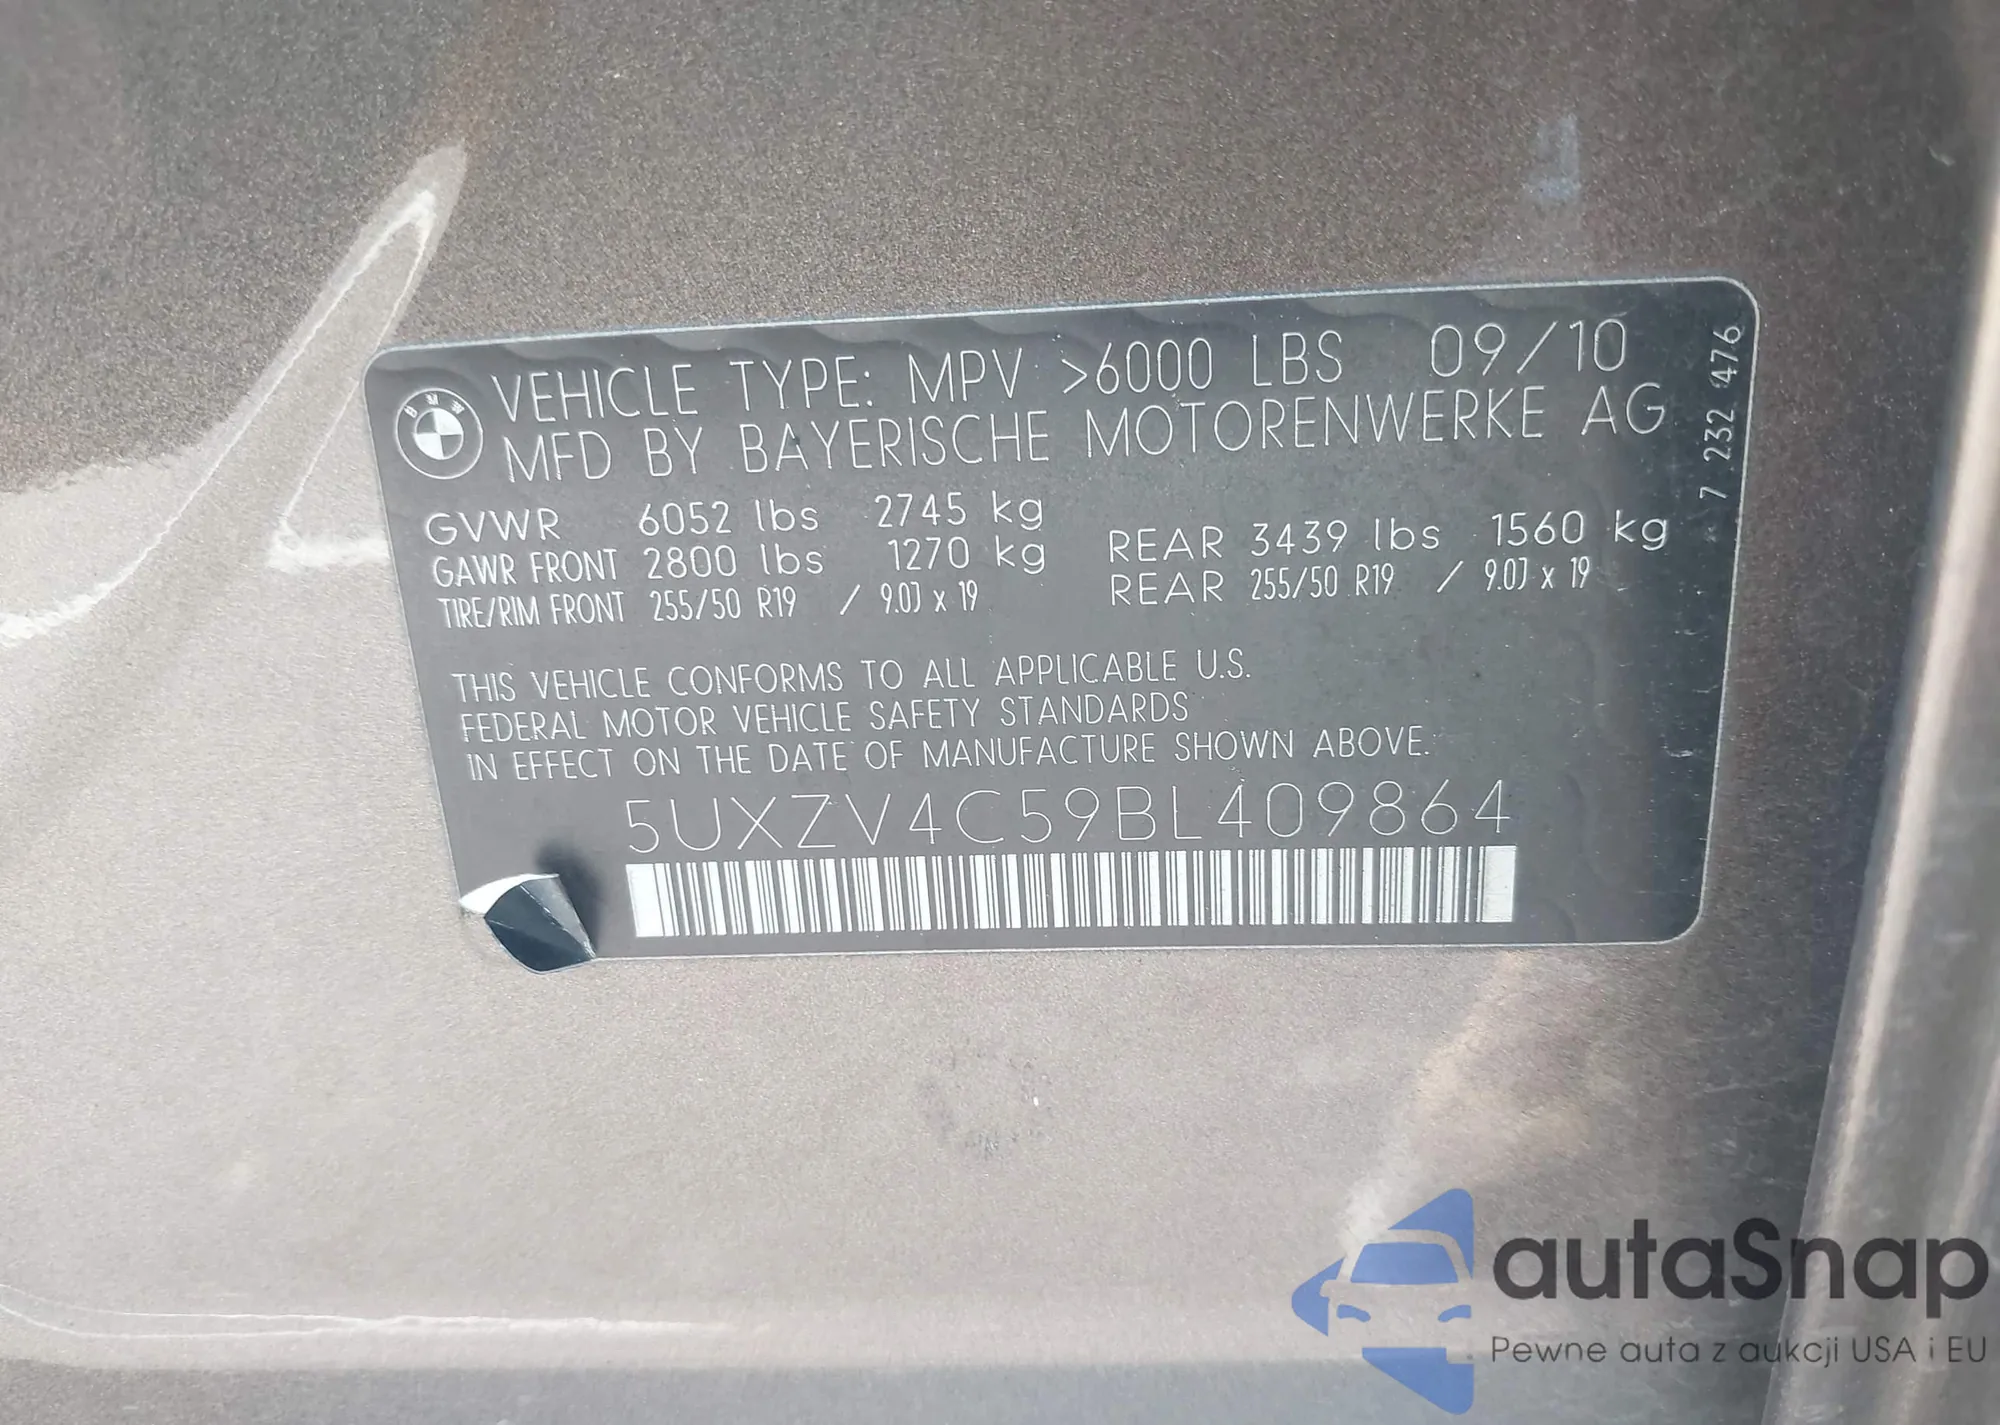 BMW
VEHICLE TYPE: MPV >6000 LBS 09/10
MFD BY BAYERISCHE MOTORENWERKE AG
GVWR 6052 lbs 2745 kg
GAWR FRONT 2800 lbs 1270 kg REAR 3439 lbs 1560 kg
TIRE/RIM FRONT 255/50 R19 / 9.0J x 19 REAR 255/50 R19 / 9.0J x 19
7 232 476
THIS VEHICLE CONFORMS TO ALL APPLICABLE U.S.
FEDERAL MOTOR VEHICLE SAFETY STANDARDS
IN EFFECT ON THE DATE OF MANUFACTURE SHOWN ABOVE.
5UXZV4C59BL409864
autaSnap
Pewne auta z aukcji USA i EU